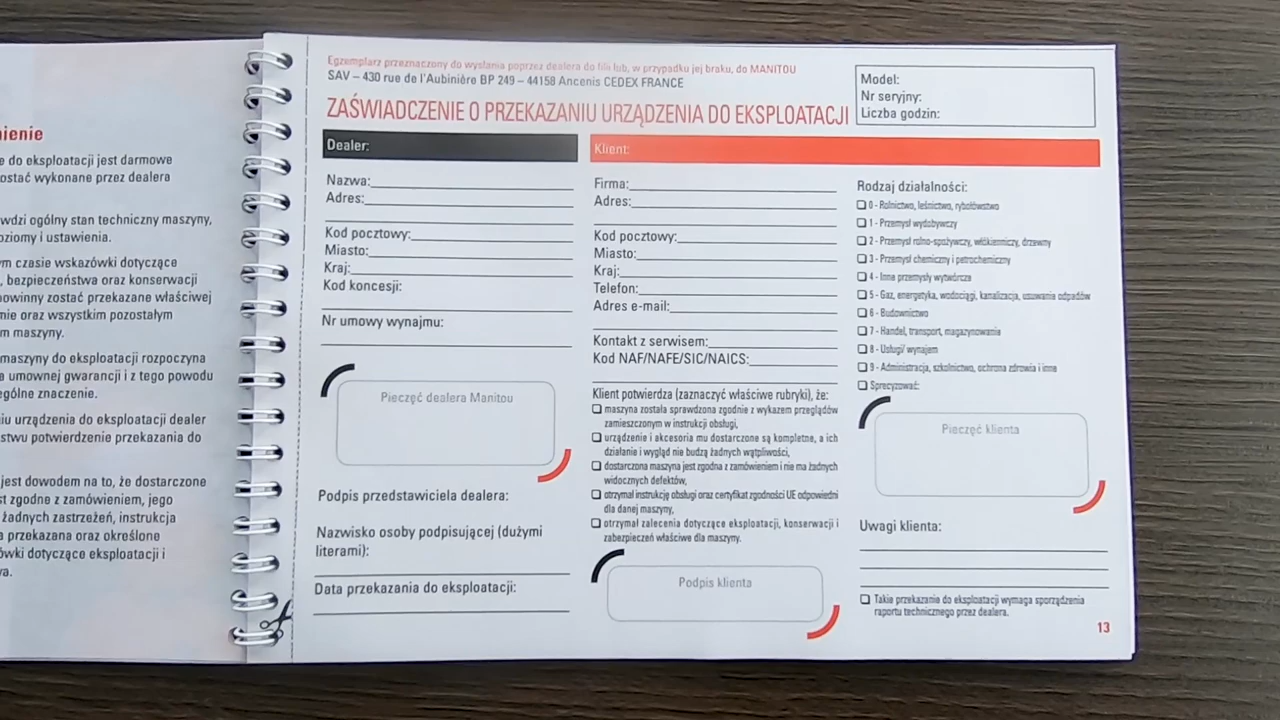 ienie
e do eksploatacji jest darmowe
ostać wykonane przez dealera
wdzi ogólny stan techniczny maszyny,
oziomy i ustawienia.
ym czasie wskazówki dotyczące
, bezpieczeństwa oraz konserwacji
owinny zostać przekazane właściwej
mie oraz wszystkim pozostałym
m maszyny.
maszyny do eksploatacji rozpoczyna
a umownej gwarancji i z tego powodu
ególne znaczenie.
iu urządzenia do eksploatacji dealer
stwu potwierdzenie przekazania do
jest dowodem na to, że dostarczone
st zgodne z zamówieniem, jego
żadnych zastrzeżeń, instrukcja
a przekazana oraz określone
ówki dotyczące eksploatacji i
wa.
Egzemplarz przeznaczony do wysłania poprzez dealera do filii lub, w przypadku jej braku, do MANITOU
SAV – 430 rue de l'Aubinière BP 249 – 44158 Ancenis CEDEX FRANCE
ZAŚWIADCZENIE O PRZEKAZANIU URZĄDZENIA DO EKSPLOATACJI
Model:
Nr seryjny:
Liczba godzin:
Dealer:
Nazwa:
Adres:
Kod pocztowy:
Miasto:
Kraj:
Kod koncesji:
Nr umowy wynajmu:
Pieczęć dealera Manitou
Podpis przedstawiciela dealera:
Nazwisko osoby podpisującej (dużymi
literami):
Data przekazania do eksploatacji:
Klient:
Firma:
Adres:
Kod pocztowy:
Miasto:
Kraj:
Telefon:
Adres e-mail:
Kontakt z serwisem:
Kod NAF/NAFE/SIC/NAICS:
Klient potwierdza (zaznaczyć właściwe rubryki), że:
maszyna została sprawdzona zgodnie z wykazem przeglądów
zamieszczonym w instrukcji obsługi,
urządzenie i akcesoria mu dostarczone są kompletne, a ich
działanie i wygląd nie budzą żadnych wątpliwości,
dostarczona maszyna jest zgodna z zamówieniem i nie ma żadnych
widocznych defektów,
otrzymał instrukcję obsługi oraz certyfikat zgodności UE odpowiedni
dla danej maszyny,
otrzymał zalecenia dotyczące eksploatacji, konserwacji i
zabezpieczeń właściwe dla maszyny.
Podpis klienta
Rodzaj działalności:
0 - Rolnictwo, leśnictwo, rybołówstwo
1 - Przemysł wydobywczy
2 - Przemysł rolno-spożywczy, włókienniczy, drzewny
3 - Przemysł chemiczny i petrochemiczny
4 - Inne przemysły wytwórcze
5 - Gaz, energetyka, wodociągi, kanalizacja, usuwanie odpadów
6 - Budownictwo
7 - Handel, transport, magazynowanie
8 - Usługi/ wynajem
9 - Administracja, szkolnictwo, ochrona zdrowia i inne
Sprecyzować:
Pieczęć klienta
Uwagi klienta:
Takie przekazanie do eksploatacji wymaga sporządzenia
raportu technicznego przez dealera.
13